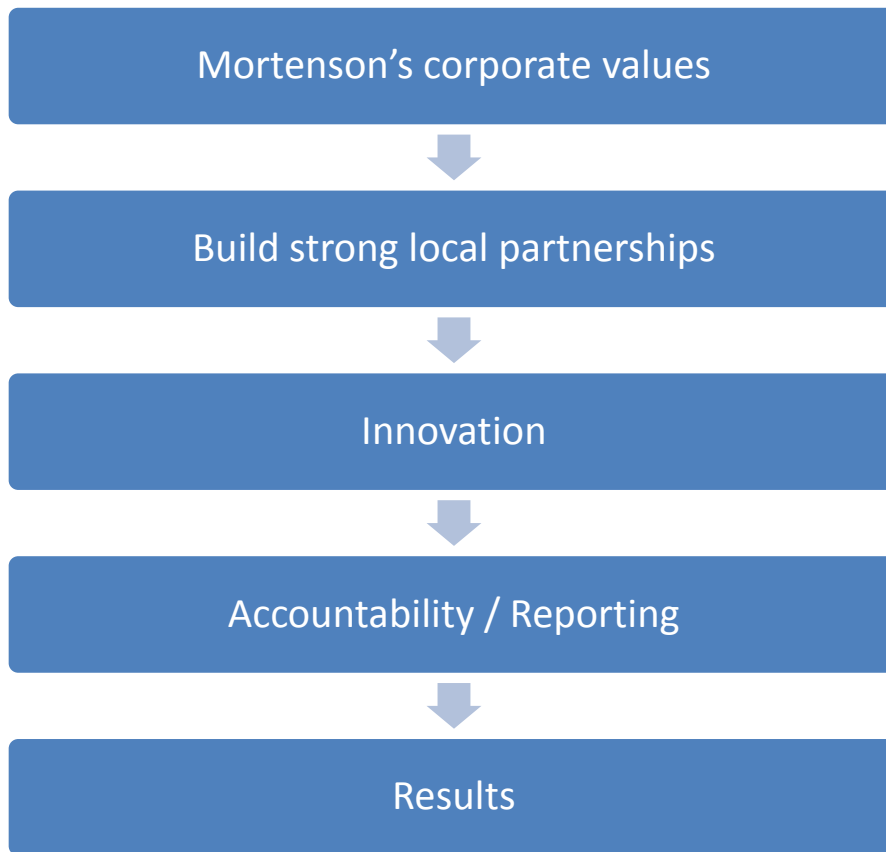 Mortenson’s corporate values
Build strong local partnerships
Innovation
Accountability / Reporting
Results